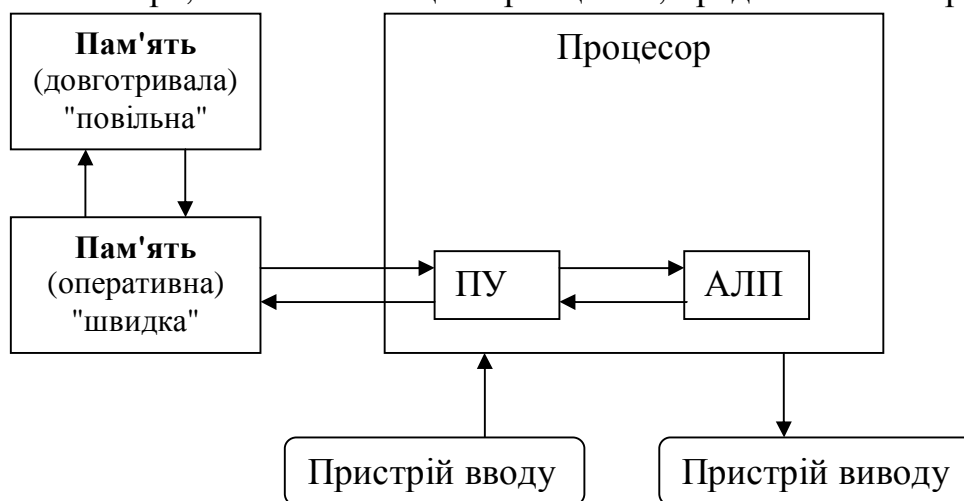 Пам'ять
(довготривала)
"повільна"
Процесор
Пам'ять
(оперативна)
"швидка"
ПУ
АЛП
Пристрій вводу
Пристрій виводу